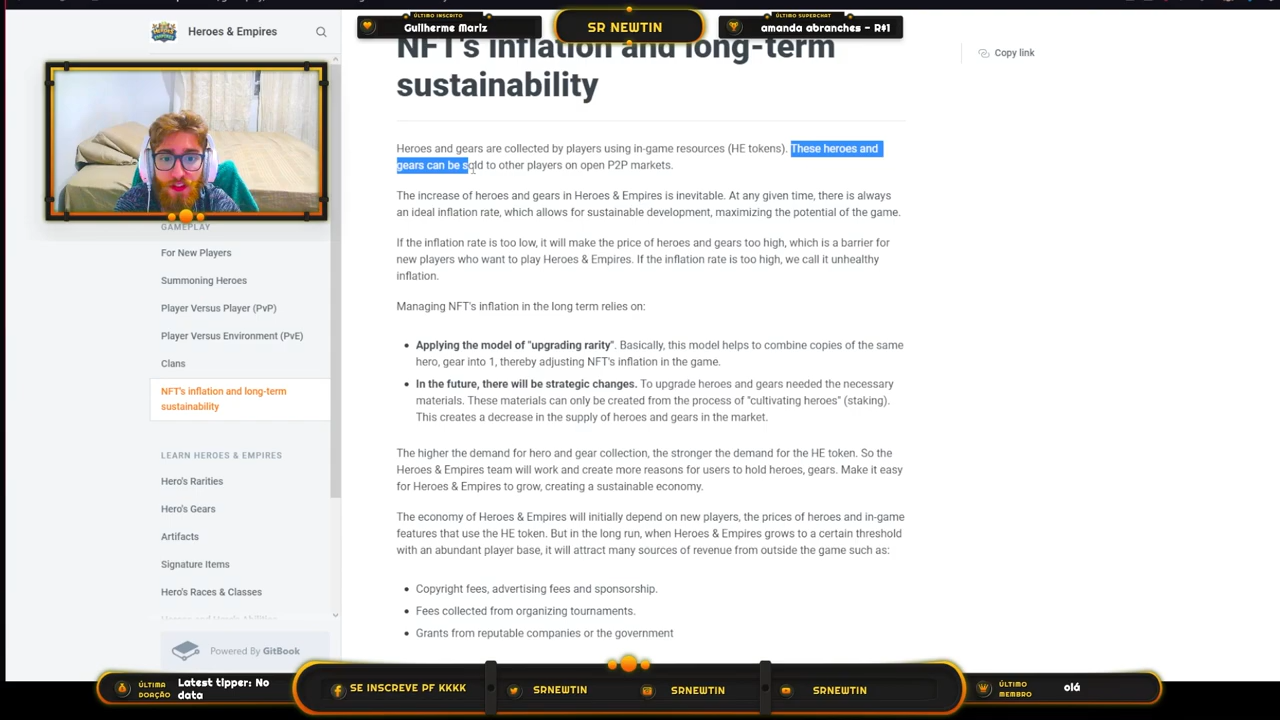 Heroes & Empires
ÚLTIMO INSCRITO
Guilherme Mariz
SR NEWTIN
ÚLTIMO SUPERCHAT
amanda abranches - R$1
NFT's inflation and long-term
sustainability
Copy link
Heroes and gears are collected by players using in-game resources (HE tokens). These heroes and
gears can be sold to other players on open P2P markets.
The increase of heroes and gears in Heroes & Empires is inevitable. At any given time, there is always
an ideal inflation rate, which allows for sustainable development, maximizing the potential of the game.
If the inflation rate is too low, it will make the price of heroes and gears too high, which is a barrier for
new players who want to play Heroes & Empires. If the inflation rate is too high, we call it unhealthy
inflation.
Managing NFT's inflation in the long term relies on:
Applying the model of "upgrading rarity". Basically, this model helps to combine copies of the same
hero, gear into 1, thereby adjusting NFT's inflation in the game.
In the future, there will be strategic changes. To upgrade heroes and gears needed the necessary
materials. These materials can only be created from the process of "cultivating heroes" (staking).
This creates a decrease in the supply of heroes and gears in the market.
The higher the demand for hero and gear collection, the stronger the demand for the HE token. So the
Heroes & Empires team will work and create more reasons for users to hold heroes, gears. Make it easy
for Heroes & Empires to grow, creating a sustainable economy.
The economy of Heroes & Empires will initially depend on new players, the prices of heroes and in-game
features that use the HE token. But in the long run, when Heroes & Empires grows to a certain threshold
with an abundant player base, it will attract many sources of revenue from outside the game such as:
Copyright fees, advertising fees and sponsorship.
Fees collected from organizing tournaments.
Grants from reputable companies or the government
GAMEPLAY
For New Players
Summoning Heroes
Player Versus Player (PvP)
Player Versus Environment (PvE)
Clans
NFT's inflation and long-term
sustainability
LEARN HEROES & EMPIRES
Hero's Rarities
Hero's Gears
Artifacts
Signature Items
Hero's Races & Classes
Powered By GitBook
ÚLTIMA
DOAÇÃO
Latest tipper: No
data
SE INSCREVE PF KKKK
SRNEWTIN
SRNEWTIN
SRNEWTIN
ÚLTIMO
MEMBRO
olá